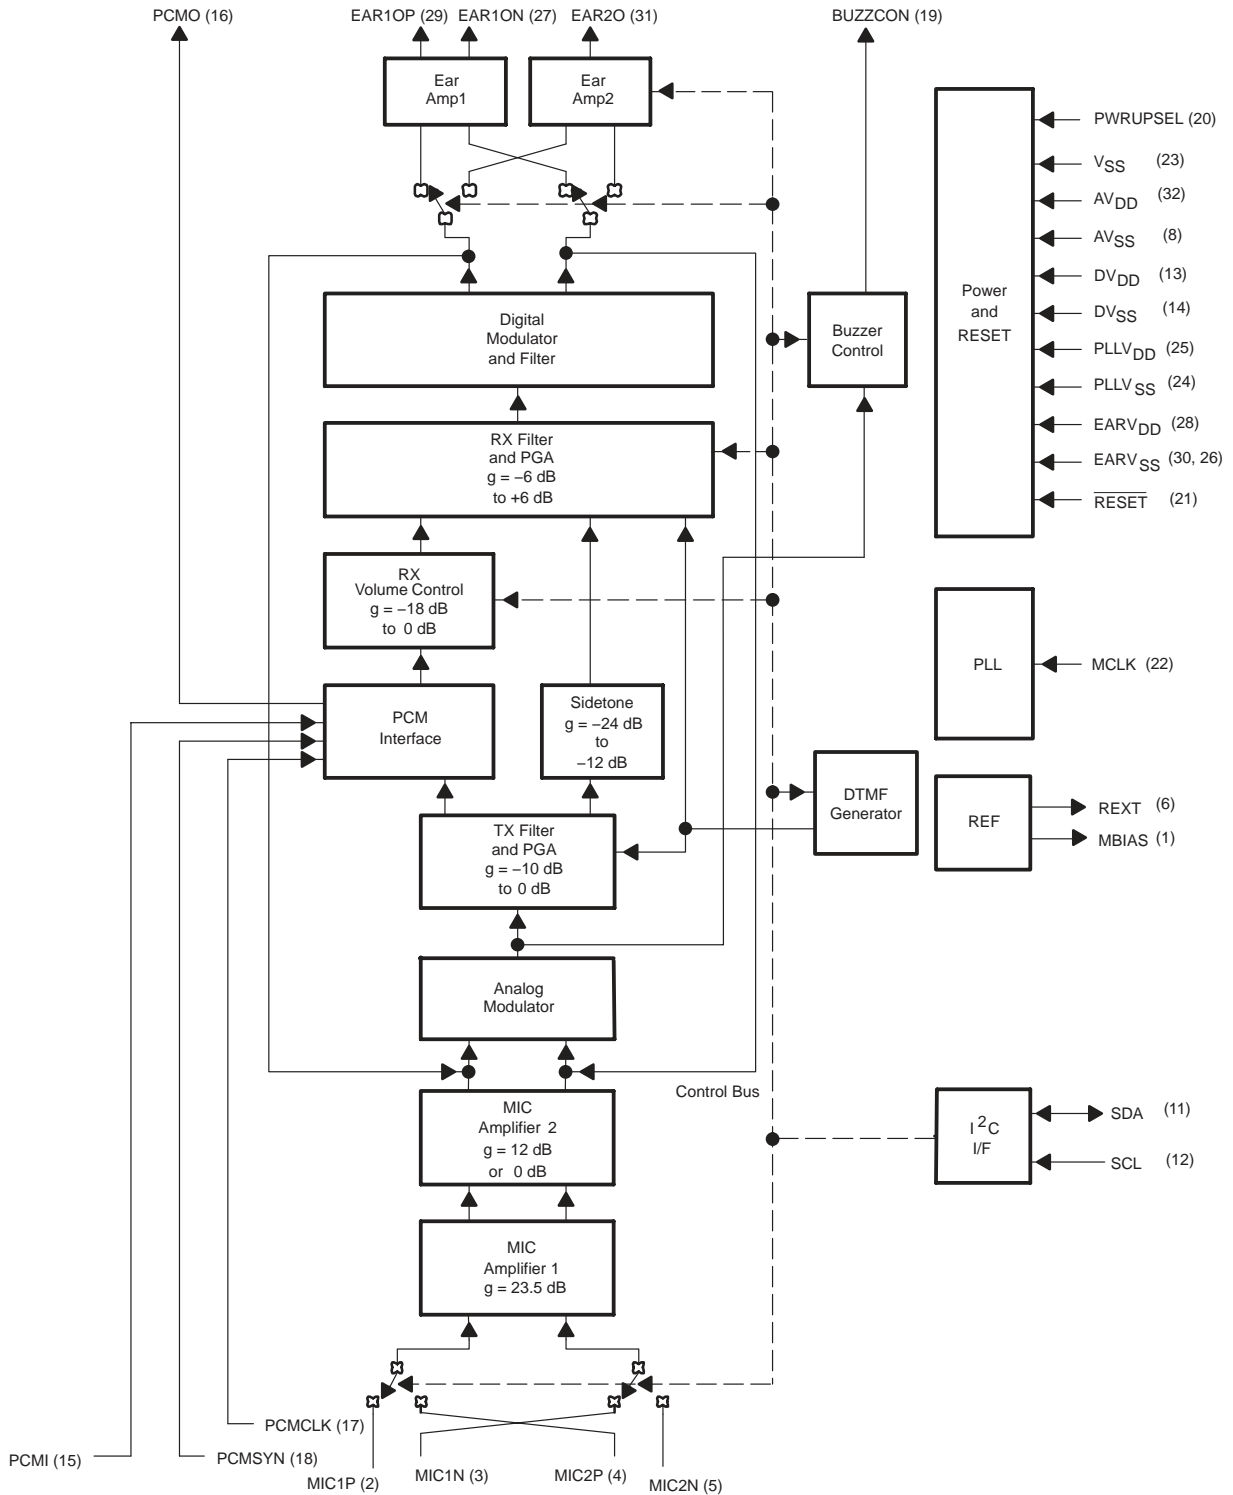 PCMO (16)
EAR1OP (29)
EAR1ON (27)
EAR2O (31)
BUZZCON (19)
Ear
Amp1
Ear
Amp2
Power
and
RESET
PWRUPSEL (20)
VSS (23)
AVDD (32)
AVSS (8)
DVDD (13)
DVSS (14)
PLLVDD (25)
PLLVSS (24)
EARVDD (28)
EARVSS (30, 26)
RESET (21)
Digital
Modulator
and Filter
Buzzer
Control
RX Filter
and PGA
g = −6 dB
to +6 dB
RX
Volume Control
g = −18 dB
to 0 dB
PLL
MCLK (22)
PCM
Interface
Sidetone
g = −24 dB
to
−12 dB
DTMF
Generator
REF
REXT (6)
MBIAS (1)
TX Filter
and PGA
g = −10 dB
to 0 dB
Analog
Modulator
Control Bus
MIC
Amplifier 2
g = 12 dB
or 0 dB
I2C
I/F
SDA (11)
SCL (12)
MIC
Amplifier 1
g = 23.5 dB
PCMCLK (17)
PCMI (15)
PCMSYN (18)
MIC1P (2)
MIC1N (3)
MIC2P (4)
MIC2N (5)